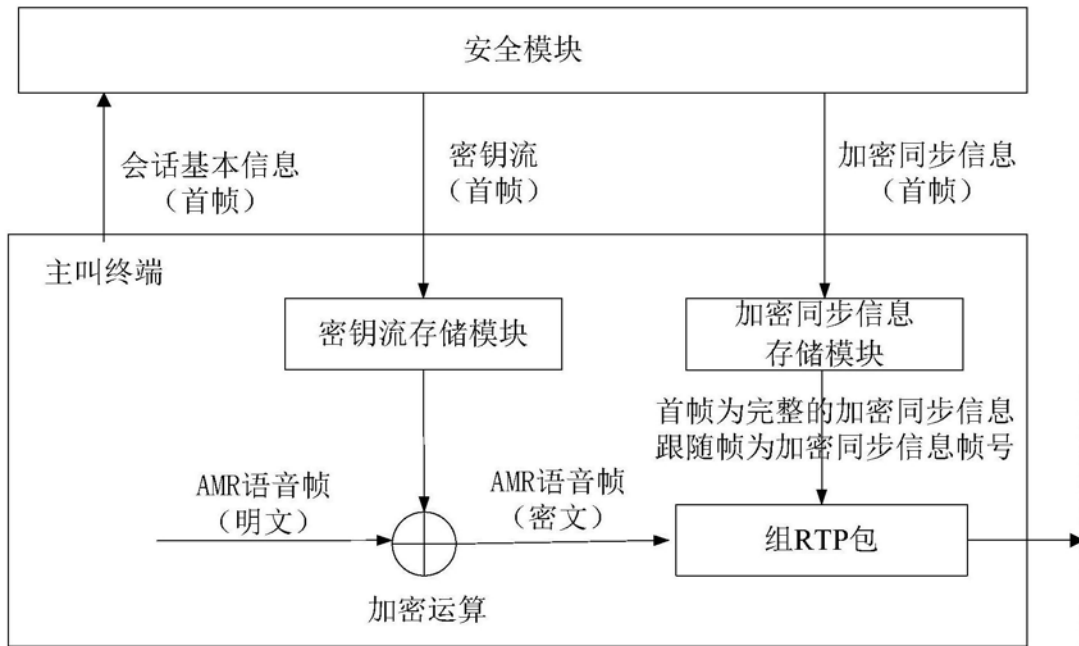 安全模块
会话基本信息
（首帧）
密钥流
（首帧）
加密同步信息
（首帧）
主叫终端
密钥流存储模块
加密同步信息
存储模块
首帧为完整的加密同步信息
跟随帧为加密同步信息帧号
AMR语音帧
（明文）
AMR语音帧
（密文）
组RTP包
加密运算